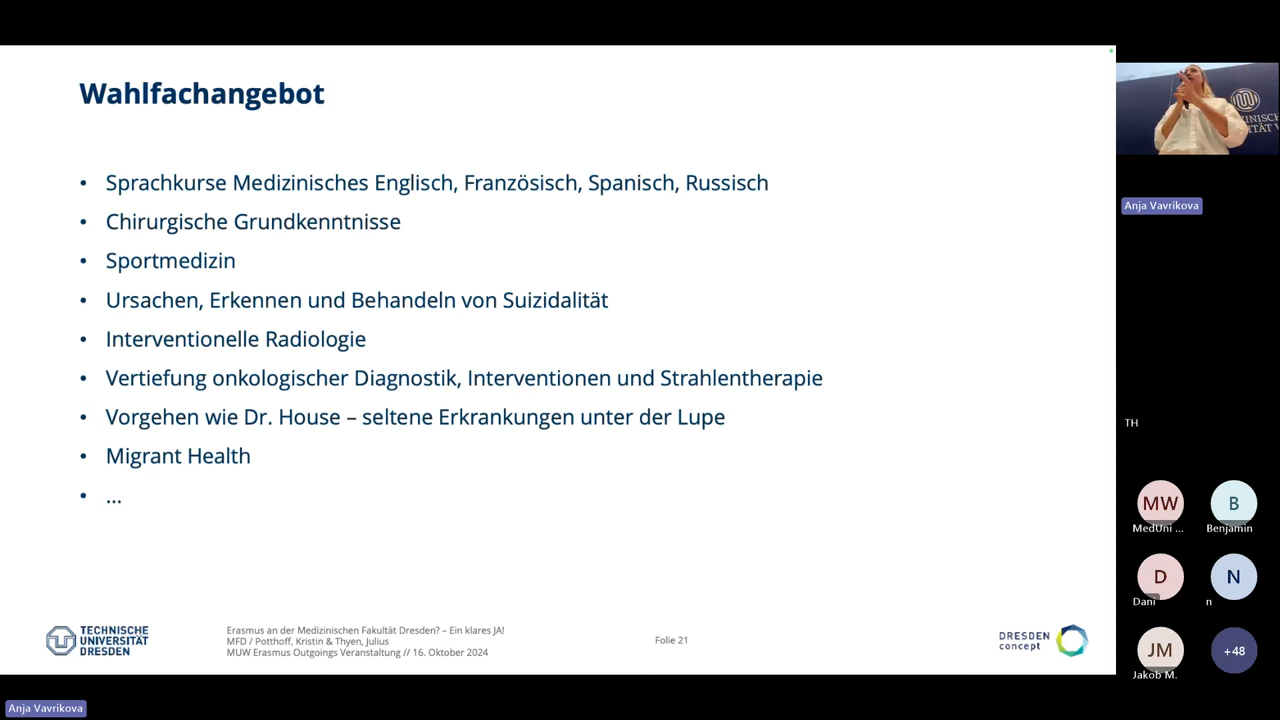 Wahlfachangebot
• Sprachkurse Medizinisches Englisch, Französisch, Spanisch, Russisch
• Chirurgische Grundkenntnisse
• Sportmedizin
• Ursachen, Erkennen und Behandeln von Suizidalität
• Interventionelle Radiologie
• Vertiefung onkologischer Diagnostik, Interventionen und Strahlentherapie
• Vorgehen wie Dr. House – seltene Erkrankungen unter der Lupe
• Migrant Health
• ...
TECHNISCHE
UNIVERSITÄT
DRESDEN
Erasmus an der Medizinischen Fakultät Dresden? – Ein klares JA!
MFD / Potthoff, Kristin & Thyen, Julius
MUW Erasmus Outgoings Veranstaltung // 16. Oktober 2024
Folie 21
DRESDEN
concept
Anja Vavrikova
TH
MW
MedUni ...
B
Benjamin
D
Dani
N
n
JM
Jakob M.
+48
Anja Vavrikova